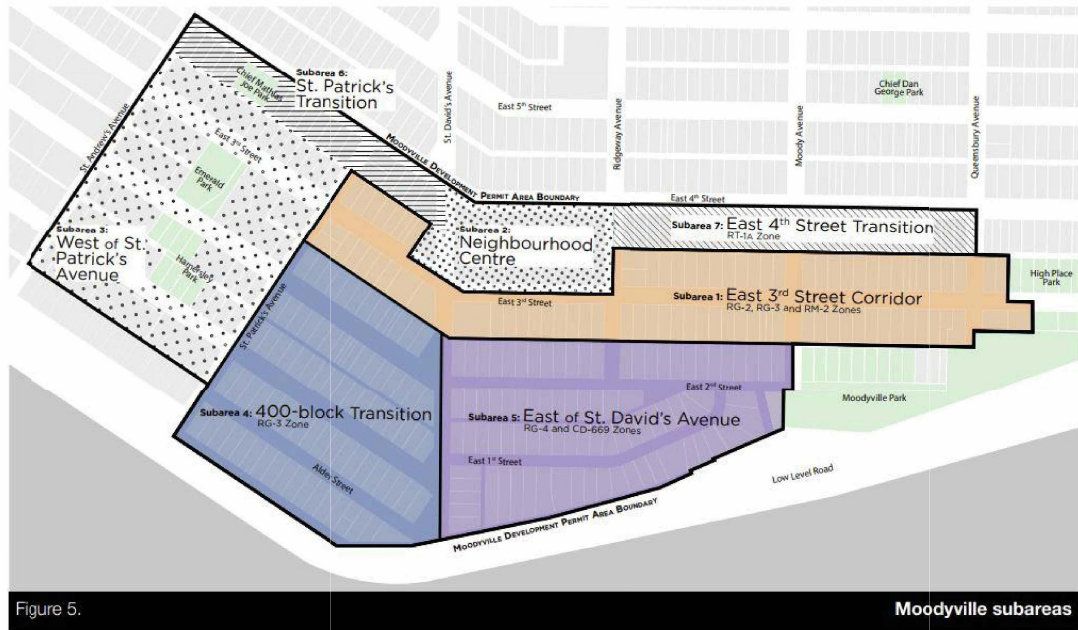 Subarea 6:
St. Patrick's
Transition
Chief Mathias
Joe Park
St. Andrew's Avenue
East 3rd Street
Emerald
Park
Subarea 3:
West of St.
Patrick's
Avenue
Hamersley
Park
St. Patrick's Avenue
St. David's Avenue
East 5th Street
Ridgeway Avenue
Moody Avenue
Chief Dan
George Park
Queensbury Avenue
MOODYVILLE DEVELOPMENT PERMIT AREA BOUNDARY
East 4th Street
Subarea 2:
Neighbourhood
Centre
Subarea 7: East 4th Street Transition
RT-1A Zone
High Place
Park
East 3rd Street
Subarea 1: East 3rd Street Corridor
RG-2, RG-3 and RM-2 Zones
East 2nd Street
Moodyville Park
Subarea 4: 400-block Transition
RG-3 Zone
Subarea 5: East of St. David's Avenue
RG-4 and CD-669 Zones
East 1st Street
Alder Street
Low Level Road
MOODYVILLE DEVELOPMENT PERMIT AREA BOUNDARY
Figure 5.
Moodyville subareas